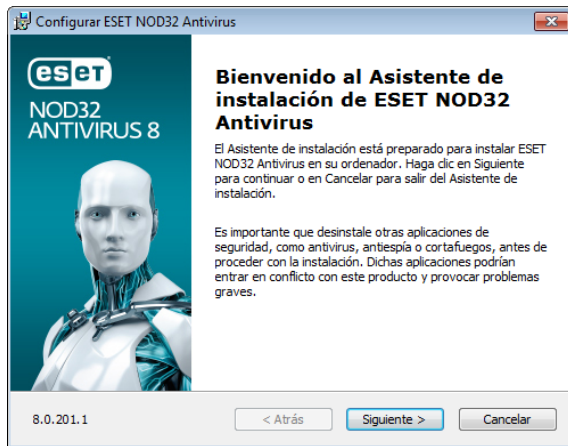 Configurar ESET NOD32 Antivirus
eseT
NOD32
ANTIVIRUS 8
Bienvenido al Asistente de
instalación de ESET NOD32
Antivirus
El Asistente de instalación está preparado para instalar ESET
NOD32 Antivirus en su ordenador. Haga clic en Siguiente
para continuar o en Cancelar para salir del Asistente de
instalación.
Es importante que desinstale otras aplicaciones de
seguridad, como antivirus, antiespía o cortafuegos, antes de
proceder con la instalación. Dichas aplicaciones podrían
entrar en conflicto con este producto y provocar problemas
graves.
8.0.201.1
< Atrás
Siguiente >
Cancelar